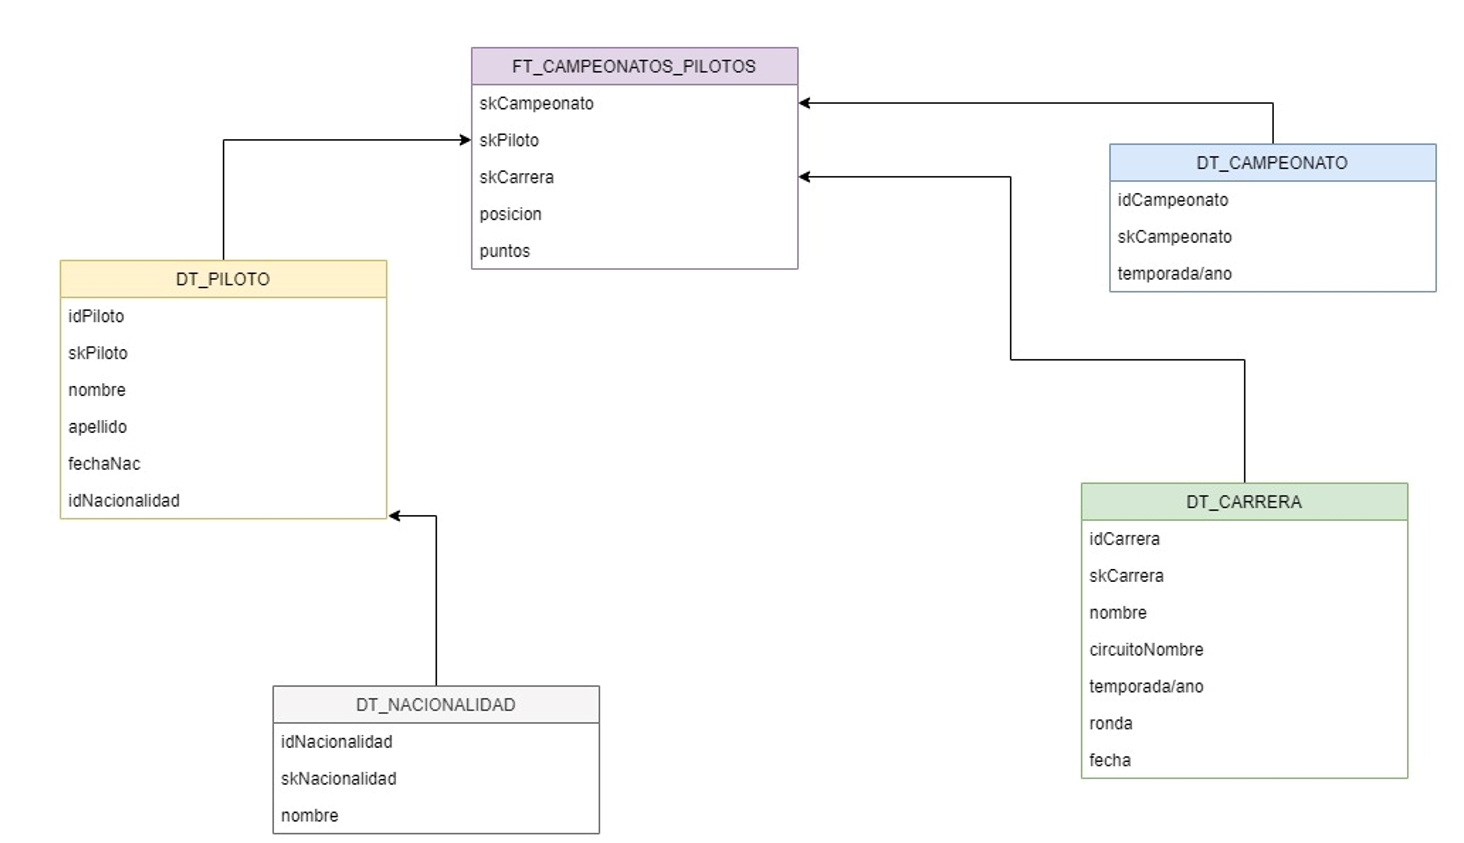 FT_CAMPEONATOS_PILOTOS
skCampeonato
skPiloto
skCarrera
posicion
puntos
DT_CAMPEONATO
idCampeonato
skCampeonato
temporada/ano
DT_PILOTO
idPiloto
skPiloto
nombre
apellido
fechaNac
idNacionalidad
DT_CARRERA
idCarrera
skCarrera
nombre
circuitoNombre
temporada/ano
ronda
fecha
DT_NACIONALIDAD
idNacionalidad
skNacionalidad
nombre